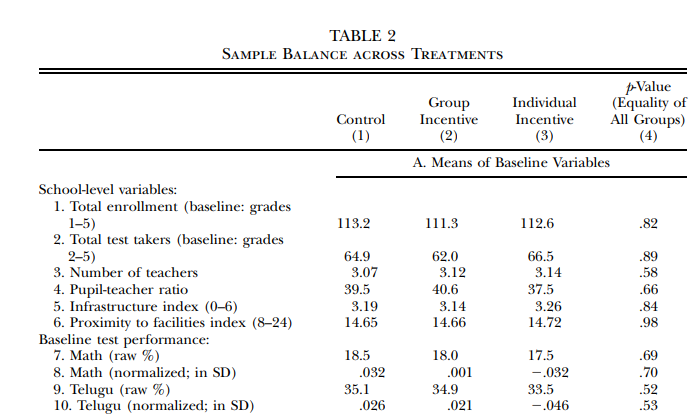 TABLE 2
SAMPLE BALANCE ACROSS TREATMENTS
Control
(1)
Group
Incentive
(2)
Individual
Incentive
(3)
p-Value
(Equality of
All Groups)
(4)
A. Means of Baseline Variables
School-level variables:
1. Total enrollment (baseline: grades
1–5) 113.2 111.3 112.6 .82
2. Total test takers (baseline: grades
2–5) 64.9 62.0 66.5 .89
3. Number of teachers 3.07 3.12 3.14 .58
4. Pupil-teacher ratio 39.5 40.6 37.5 .66
5. Infrastructure index (0–6) 3.19 3.14 3.26 .84
6. Proximity to facilities index (8–24) 14.65 14.66 14.72 .98
Baseline test performance:
7. Math (raw %) 18.5 18.0 17.5 .69
8. Math (normalized; in SD) .032 .001 −.032 .70
9. Telugu (raw %) 35.1 34.9 33.5 .52
10. Telugu (normalized; in SD) .026 .021 −.046 .53